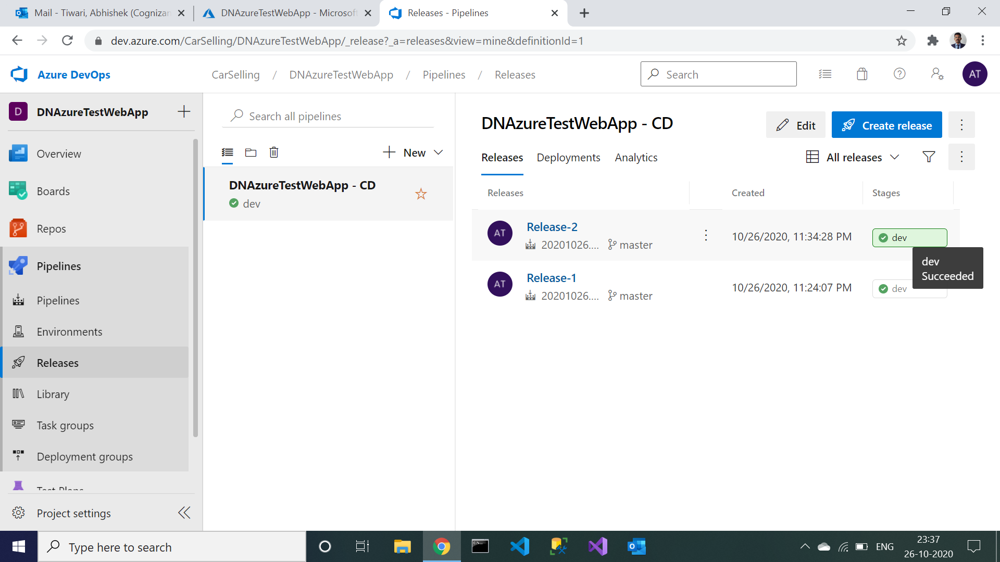 Mail - Tiwari, Abhishek (Cognizan
DNAzureTestWebApp - Microsoft
Releases - Pipelines
dev.azure.com/CarSelling/DNAzureTestWebApp/_release?_a=releases&view=mine&definitionId=1
Azure DevOps
CarSelling / DNAzureTestWebApp / Pipelines / Releases
Search
AT
D DNAzureTestWebApp
Overview
Boards
Repos
Pipelines
Pipelines
Environments
Releases
Library
Task groups
Deployment groups
Test Plans
Project settings
Search all pipelines
New
DNAzureTestWebApp - CD
dev
DNAzureTestWebApp - CD
Edit
Create release
Releases Deployments Analytics
All releases
Releases Created Stages
AT Release-2 10/26/2020, 11:34:28 PM dev
20201026.... master
dev
Succeeded
AT Release-1 10/26/2020, 11:24:07 PM dev
20201026.... master
Type here to search
ENG
23:37
26-10-2020